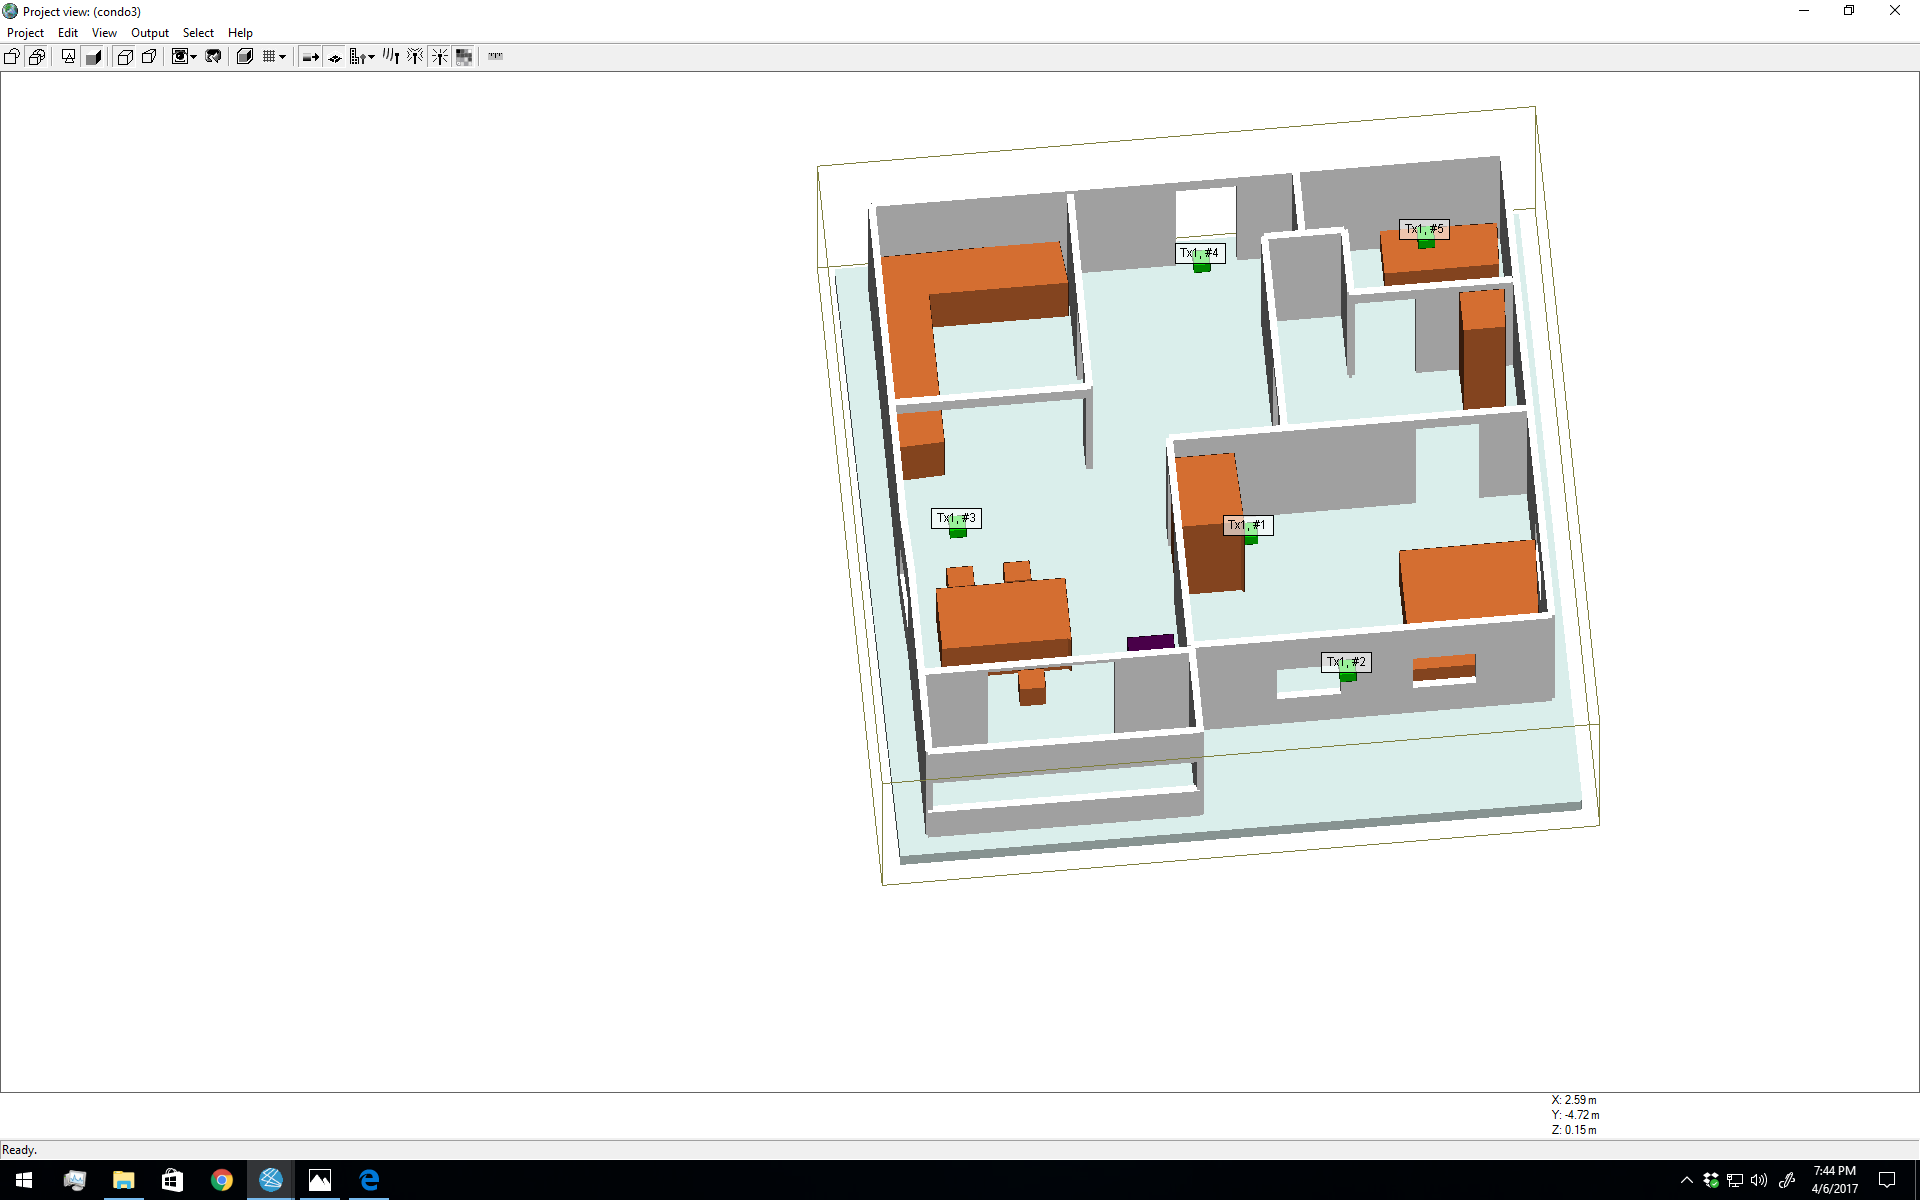 Project view: (condo3)
Project Edit View Output Select Help
Tx1, #5
Tx1, #4
Tx1, #3
Tx1, #1
Tx1, #2
X: 2.59 m
Y: -4.72 m
Z: 0.15 m
Ready.
7:44 PM
4/6/2017